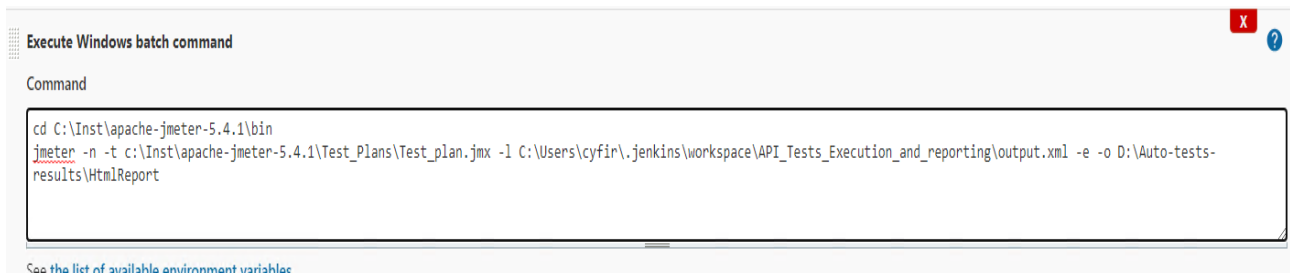 X
Execute Windows batch command
?
Command
cd C:\Inst\apache-jmeter-5.4.1\bin
jmeter -n -t c:\Inst\apache-jmeter-5.4.1\Test_Plans\Test_plan.jmx -l C:\Users\cyfir\.jenkins\workspace\API_Tests_Execution_and_reporting\output.xml -e -o D:\Auto-tests-
results\HtmlReport
See the list of available environment variables